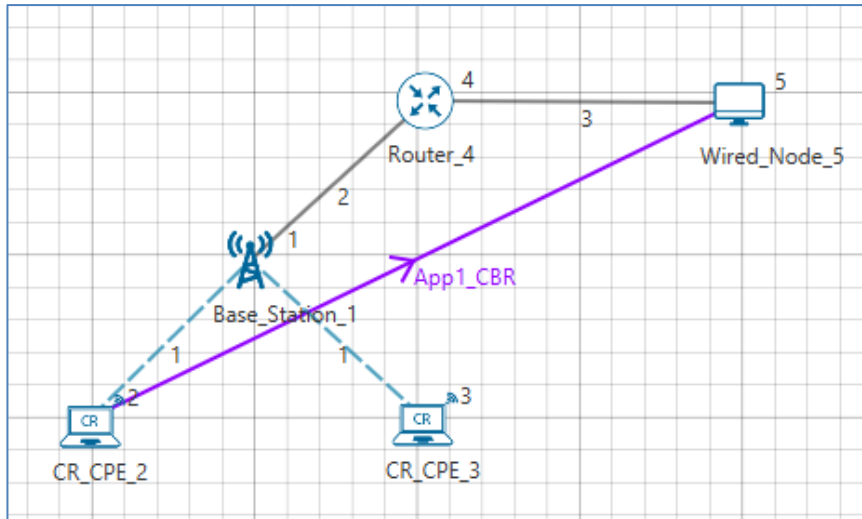 4
5
Router_4
3
Wired_Node_5
2
1
App1_CBR
Base_Station_1
1
1
2
3
CR
CR
CR_CPE_2
CR_CPE_3